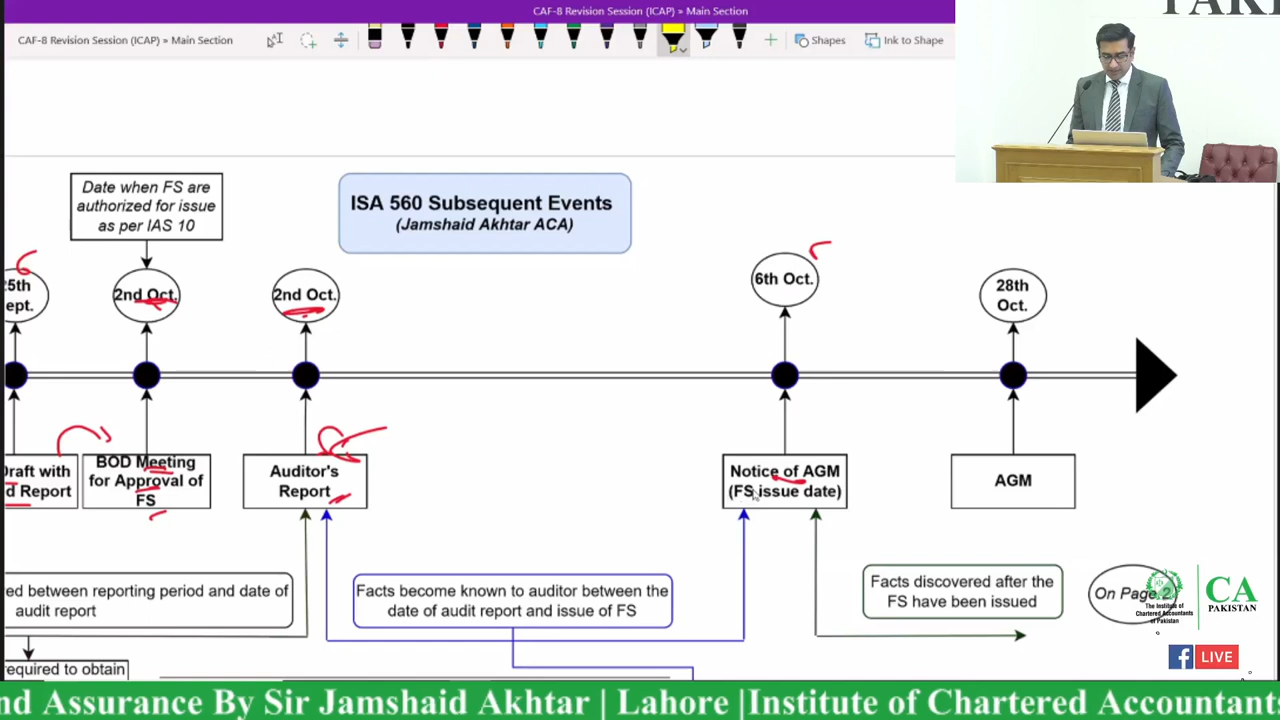 CAF-8 Revision Session (ICAP)
CAF-8 Revision Session (ICAP) » Main Section
Shapes
Ink to Shape
Date when FS are
authorized for issue
as per IAS 10
ISA 560 Subsequent Events
(Jamshaid Akhtar ACA)
25th
ept.
2nd Oct.
2nd Oct.
6th Oct.
28th
Oct.
Draft with
d Report
BOD Meeting
for Approval of
FS
Auditor's
Report
Notice of AGM
(FS issue date)
AGM
red between reporting period and date of
audit report
Facts become known to auditor between the
date of audit report and issue of FS
Facts discovered after the
FS have been issued
On Page 2
The Institute of
Chartered Accountants
of Pakistan
CA
PAKISTAN
required to obtain
LIVE
nd Assurance By Sir Jamshaid Akhtar | Lahore |Institute of Chartered Accountants